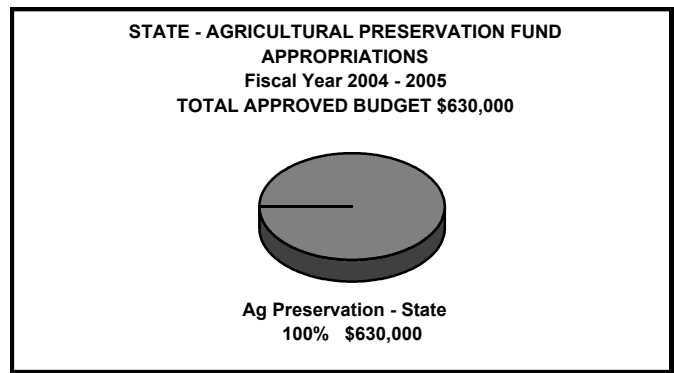 STATE - AGRICULTURAL PRESERVATION FUND
APPROPRIATIONS
Fiscal Year 2004 - 2005
TOTAL APPROVED BUDGET $630,000
Ag Preservation - State
100% $630,000